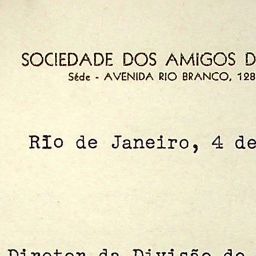 SOCIEDADE DOS AMIGOS D
Séde - AVENIDA RIO BRANCO, 128
RIo de Janeiro, 4 de
Diretor da Divisão de